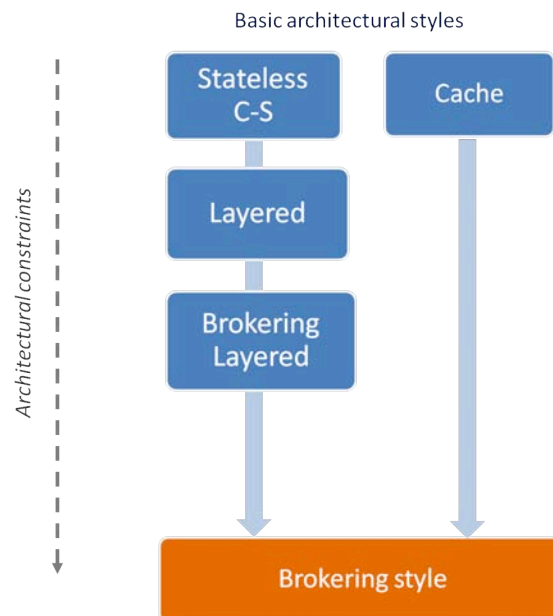 Basic architectural styles
Stateless
C-S
Cache
Layered
Brokering
Layered
Architectural constraints
Brokering style